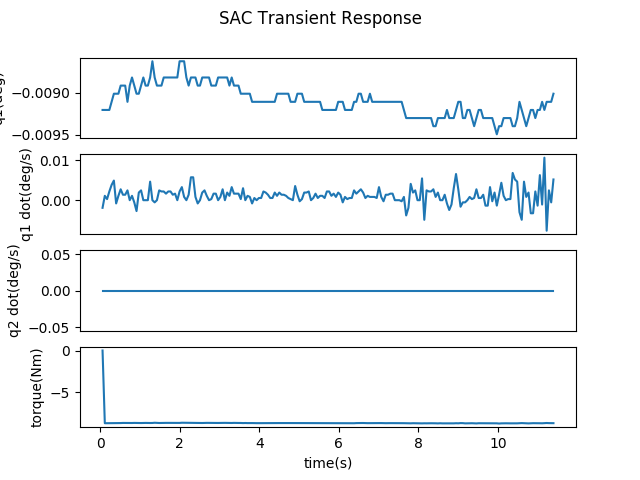 SAC Transient Response
−0.0090
−0.0095
q1 dot(deg/s)
0.01
0.00
q2 dot(deg/s)
0.05
0.00
−0.05
torque(Nm)
0
−5
0 2 4 6 8 10
time(s)